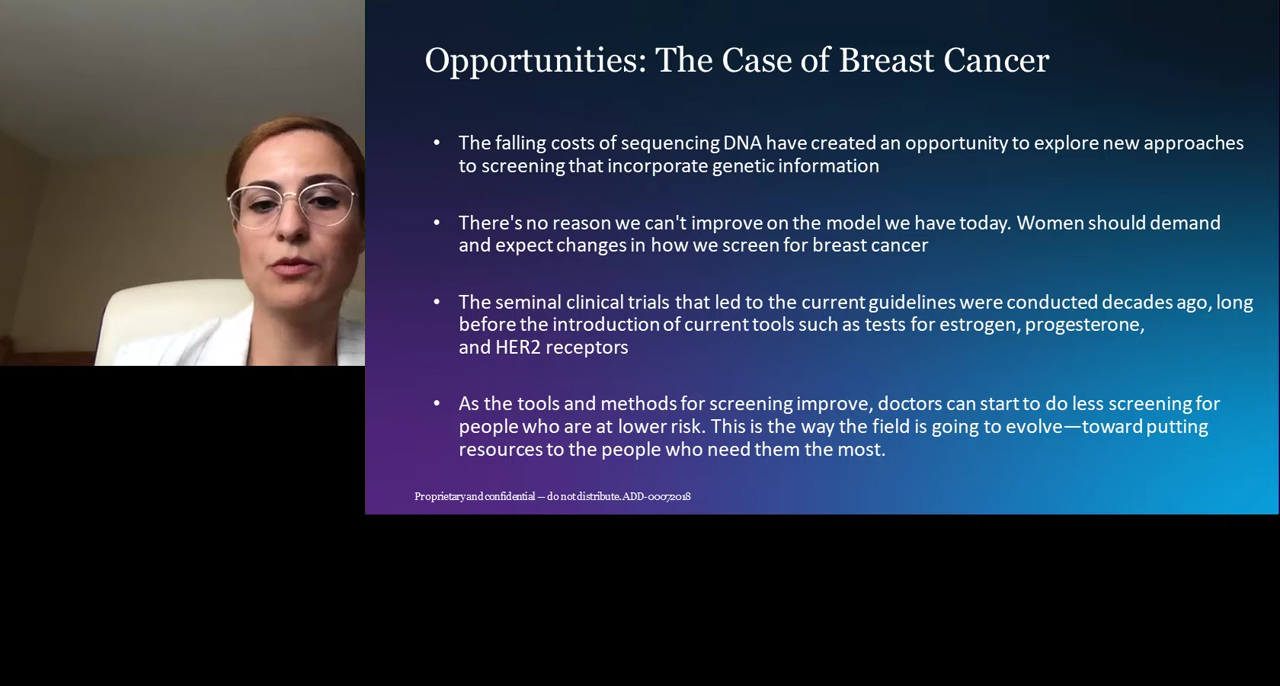 Opportunities: The Case of Breast Cancer
• The falling costs of sequencing DNA have created an opportunity to explore new approaches
to screening that incorporate genetic information
• There's no reason we can't improve on the model we have today. Women should demand
and expect changes in how we screen for breast cancer
• The seminal clinical trials that led to the current guidelines were conducted decades ago, long
before the introduction of current tools such as tests for estrogen, progesterone,
and HER2 receptors
• As the tools and methods for screening improve, doctors can start to do less screening for
people who are at lower risk. This is the way the field is going to evolve—toward putting
resources to the people who need them the most.
Proprietary and confidential — do not distribute. ADD-00072018